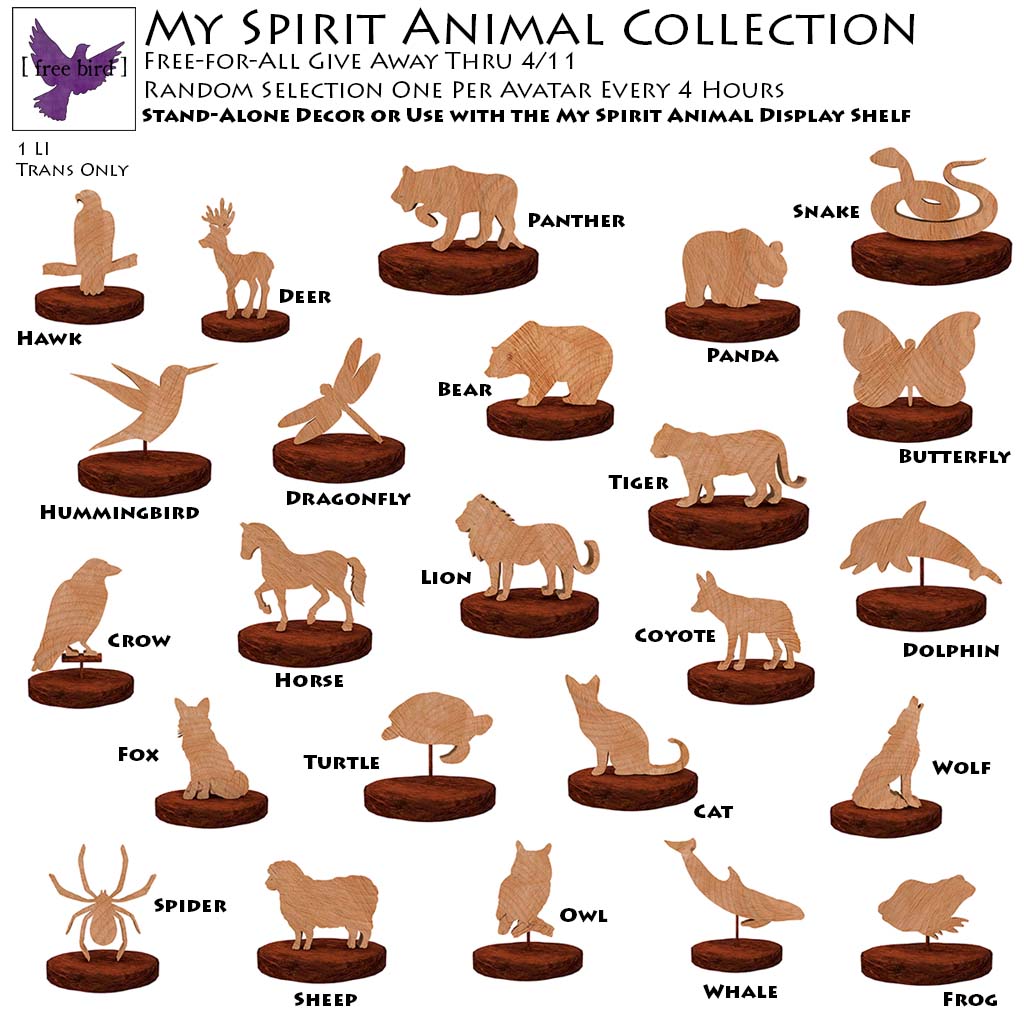 [ free bird ]
My Spirit Animal Collection
Free-for-All Give Away Thru 4/11
Random Selection One Per Avatar Every 4 Hours
Stand-Alone Decor or Use with the My Spirit Animal Display Shelf
1 LI
Trans Only
Hawk
Deer
Panther
Panda
Snake
Hummingbird
Dragonfly
Bear
Tiger
Butterfly
Crow
Horse
Lion
Coyote
Dolphin
Fox
Turtle
Cat
Wolf
Spider
Sheep
Owl
Whale
Frog